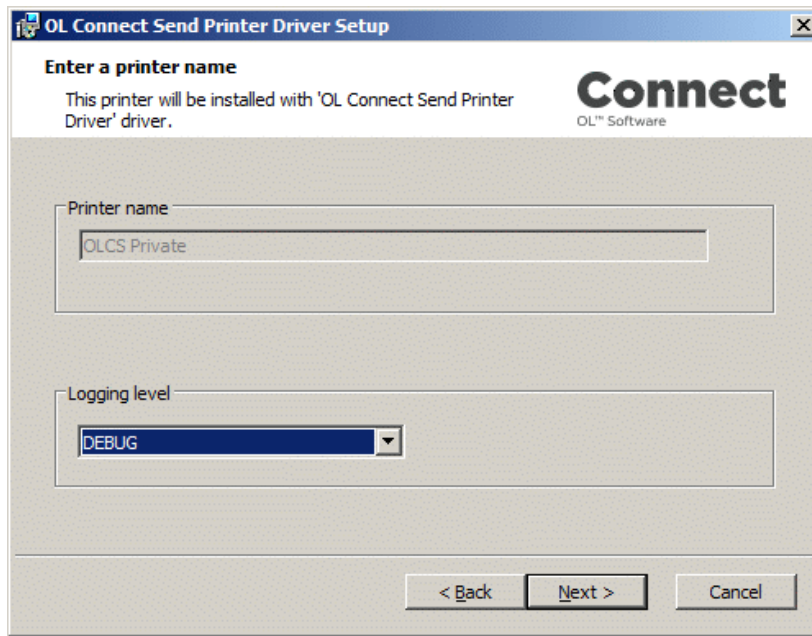 OL Connect Send Printer Driver Setup
Enter a printer name
This printer will be installed with 'OL Connect Send Printer
Driver' driver.
Connect
OL™ Software
Printer name
OLCS Private
Logging level
DEBUG
< Back
Next >
Cancel